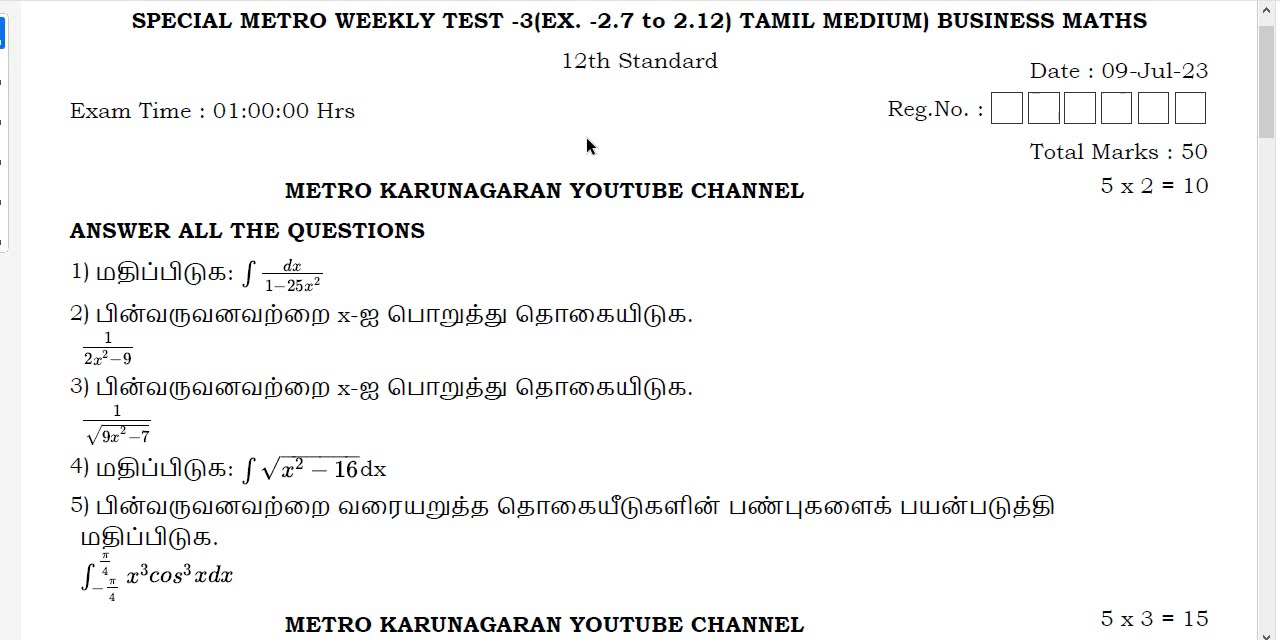 SPECIAL METRO WEEKLY TEST -3(EX. -2.7 to 2.12) TAMIL MEDIUM) BUSINESS MATHS
12th Standard
Date : 09-Jul-23
Exam Time : 01:00:00 Hrs
Reg.No. :
Total Marks : 50
METRO KARUNAGARAN YOUTUBE CHANNEL
5 x 2 = 10
ANSWER ALL THE QUESTIONS
1) மதிப்பிடுக: ∫ dx/(1−25x²)
2) பின்வருவனவற்றை x-ஐ பொறுத்து தொகையிடுக.
1/(2x²−9)
3) பின்வருவனவற்றை x-ஐ பொறுத்து தொகையிடுக.
1/√(9x²−7)
4) மதிப்பிடுக: ∫ √(x² − 16)dx
5) பின்வருவனவற்றை வரையறுத்த தொகையீடுகளின் பண்புகளைக் பயன்படுத்தி
மதிப்பிடுக.
∫_{−π/4}^{π/4} x³cos³xdx
METRO KARUNAGARAN YOUTUBE CHANNEL
5 x 3 = 15